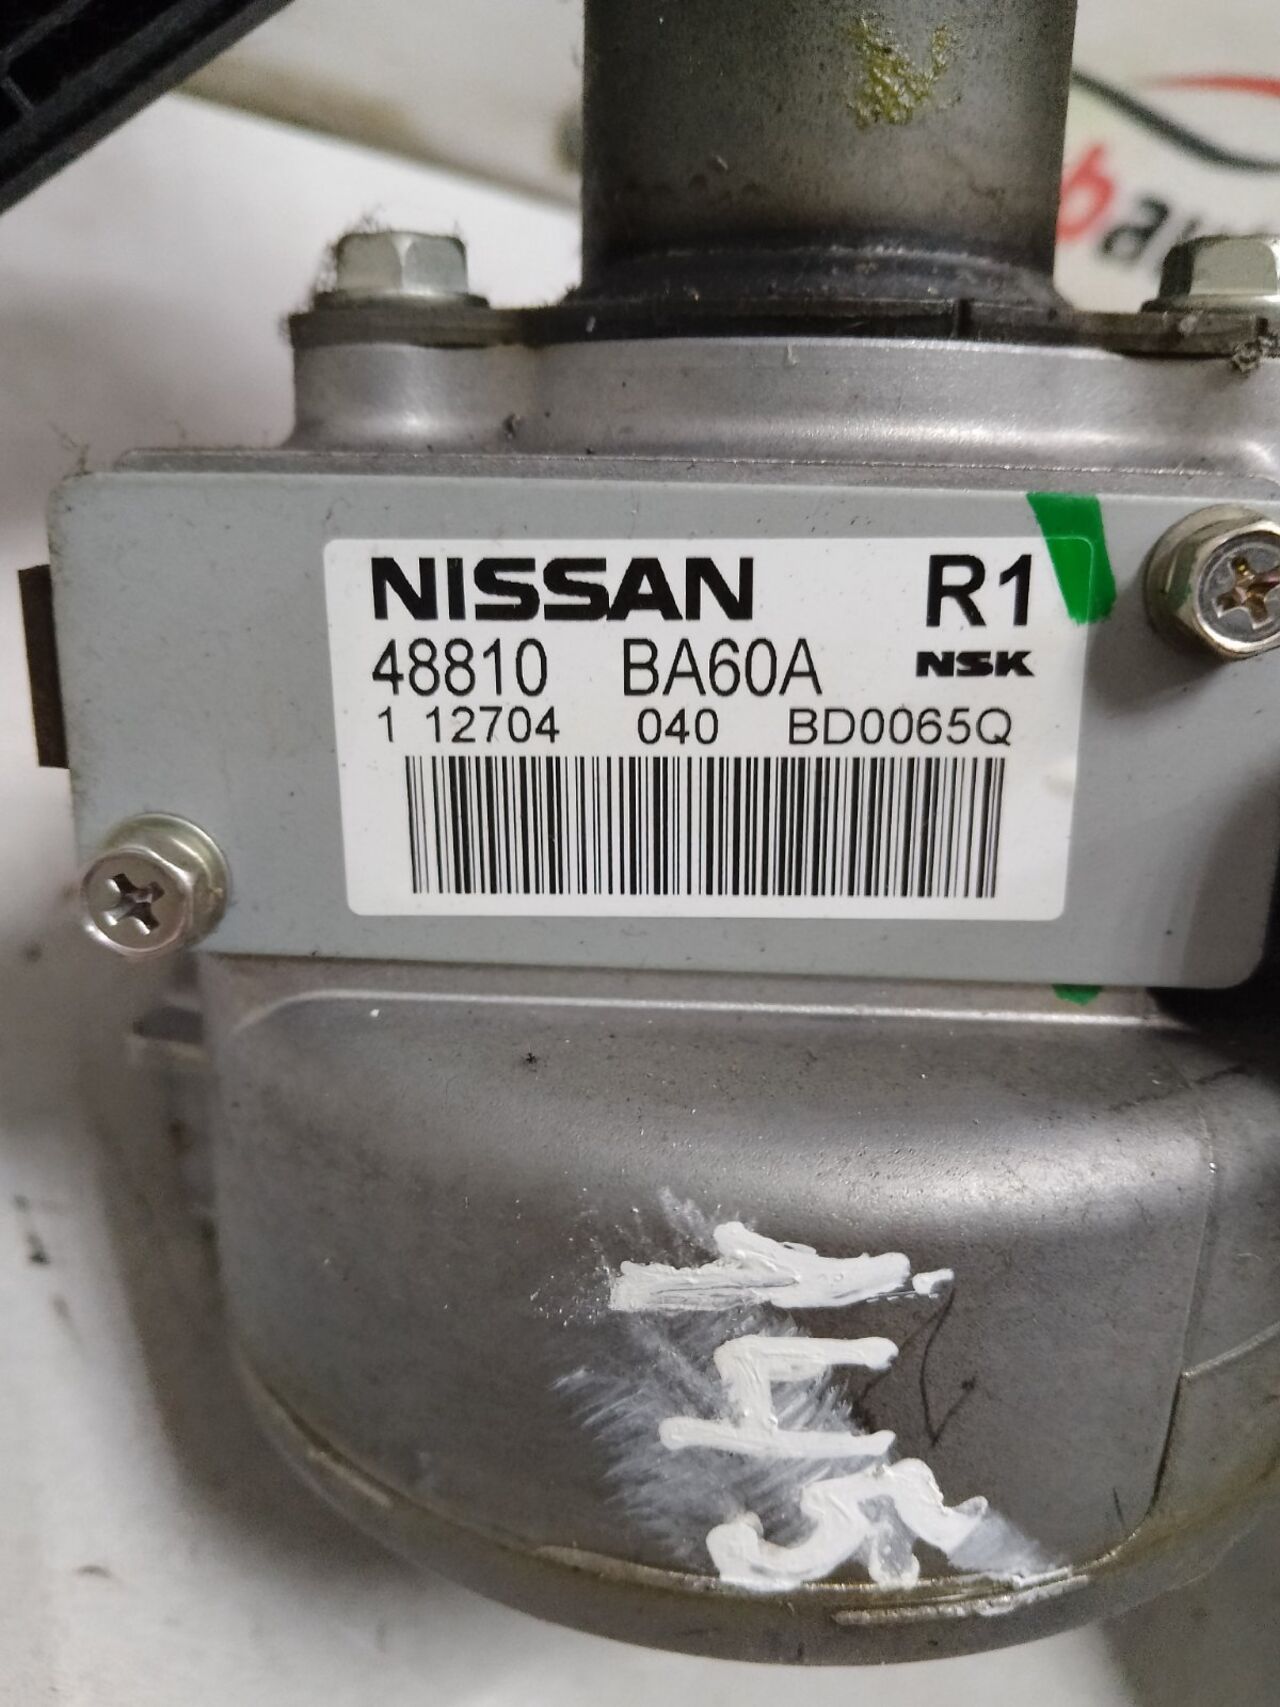 NISSAN R1
48810 BA60A NSK
1 12704 040 BD0065Q